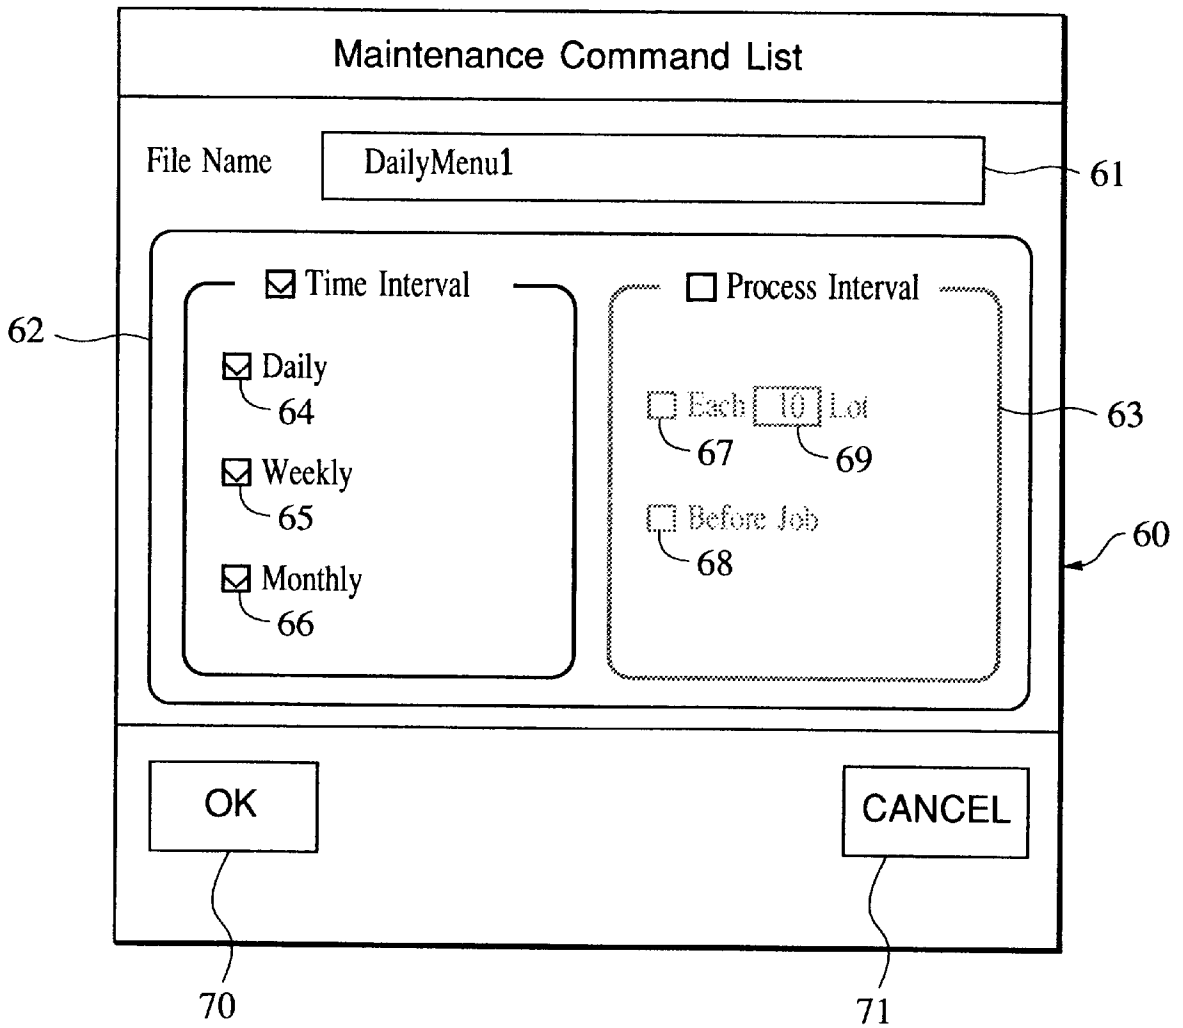 Maintenance Command List
File Name DailyMenu1 61
Time Interval Process Interval
62
Daily
64
Each 10 Lot 63
67 69
Weekly
65
Before Job
68 60
Monthly
66
OK CANCEL
70 71